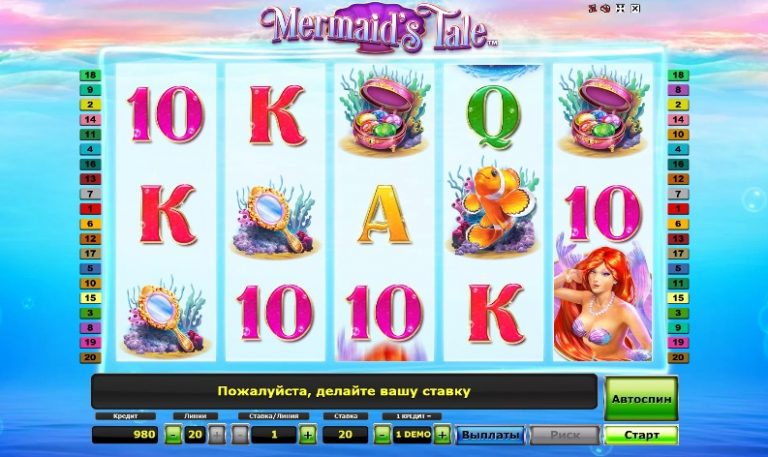 Mermaid's Tale™
18 18
9 8
10 K Q
2 2
14 14
11 10
4 4
16 16
13 13
7 7
K A 10
1 1
6 6
12 12
17 17
5 5
10 11
15 15
10 10 K
3 3
8 9
19 19
20 20
Пожалуйста, делайте вашу ставку
Автоспин
Кредит Линии Ставка/Линия Ставка 1 КРЕДИТ =
980 - 20 + - 1 + 20 - 1 DEMO + Выплаты Риск Старт